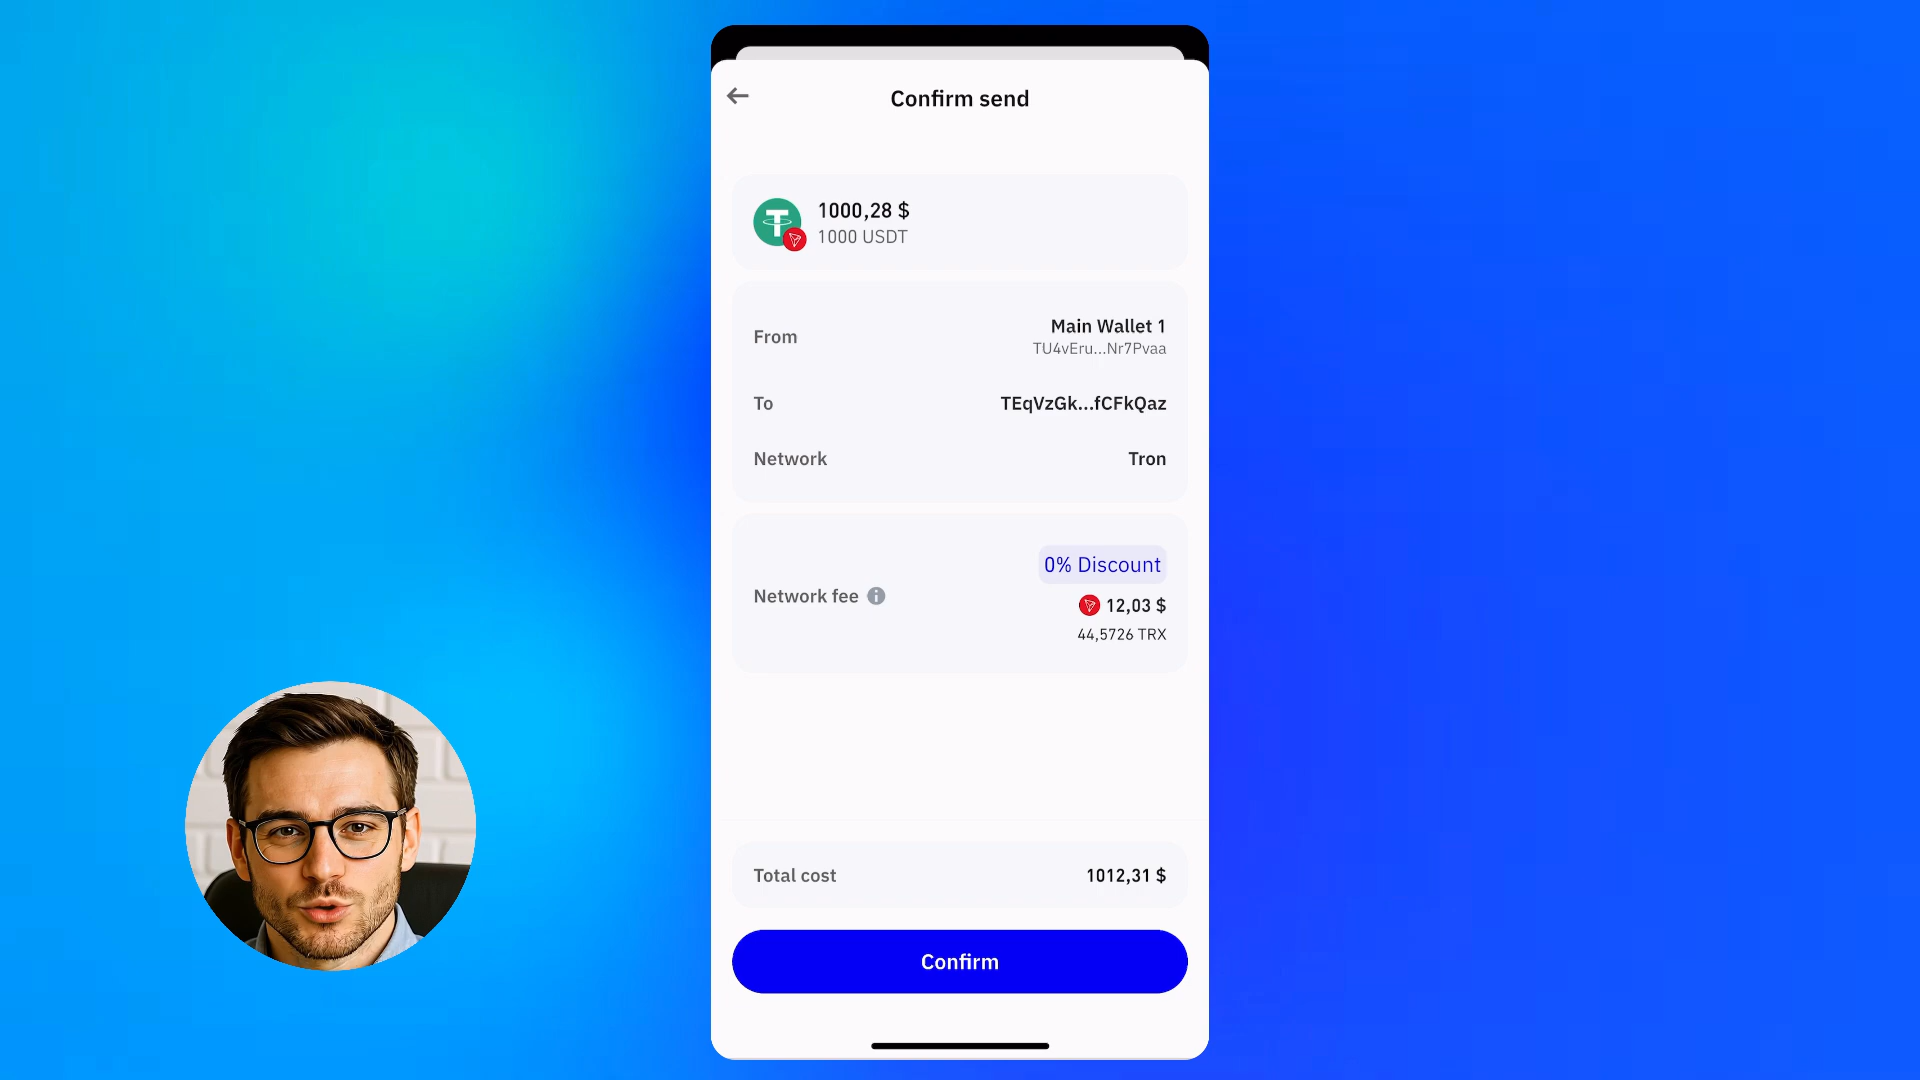 Confirm send
1000,28 $
1000 USDT
From
Main Wallet 1
TU4vEru...Nr7Pvaa
To
TEqVzGk...fCFkQaz
Network
Tron
0% Discount
Network fee
12,03 $
44,5726 TRX
Total cost
1012,31 $
Confirm